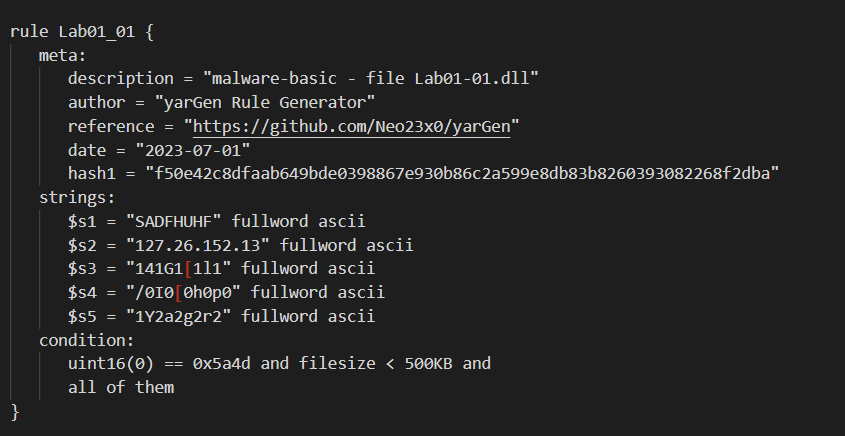 rule Lab01_01 {
meta:
description = "malware-basic - file Lab01-01.dll"
author = "yarGen Rule Generator"
reference = "https://github.com/Neo23x0/yarGen"
date = "2023-07-01"
hash1 = "f50e42c8dfaab649bde0398867e930b86c2a599e8db83b8260393082268f2dba"
strings:
$s1 = "SADFHUHF" fullword ascii
$s2 = "127.26.152.13" fullword ascii
$s3 = "141G1[1l1" fullword ascii
$s4 = "/0I0[0h0p0" fullword ascii
$s5 = "1Y2a2g2r2" fullword ascii
condition:
uint16(0) == 0x5a4d and filesize < 500KB and
all of them
}